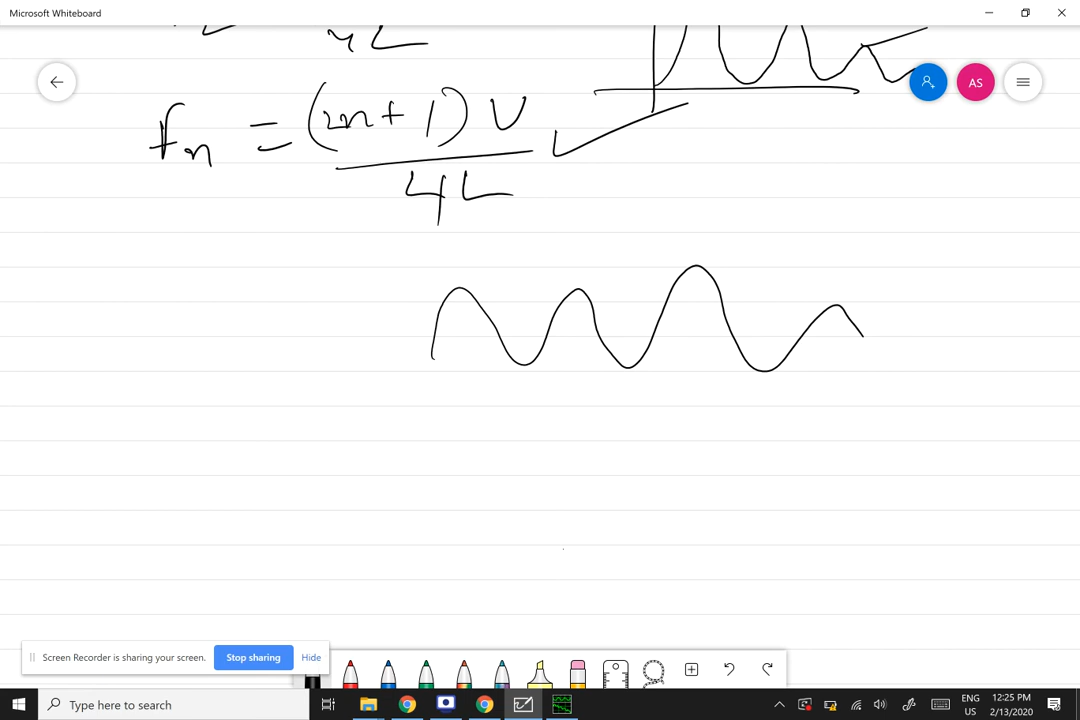 Microsoft Whiteboard
4L
AS
fn = (2n+1) V
4L
Screen Recorder is sharing your screen. Stop sharing Hide
Type here to search
ENG
US
12:25 PM
2/13/2020